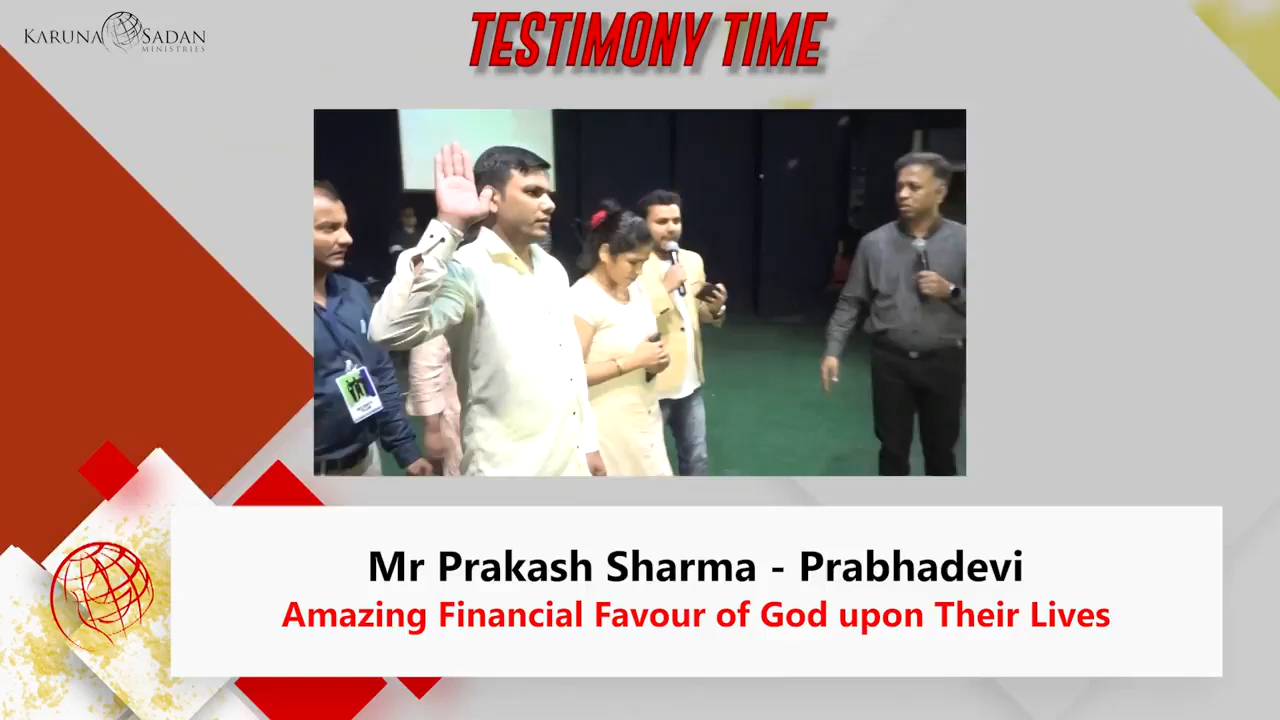 KARUNA SADAN
MINISTRIES
TESTIMONY TIME
Mr Prakash Sharma - Prabhadevi
Amazing Financial Favour of God upon Their Lives